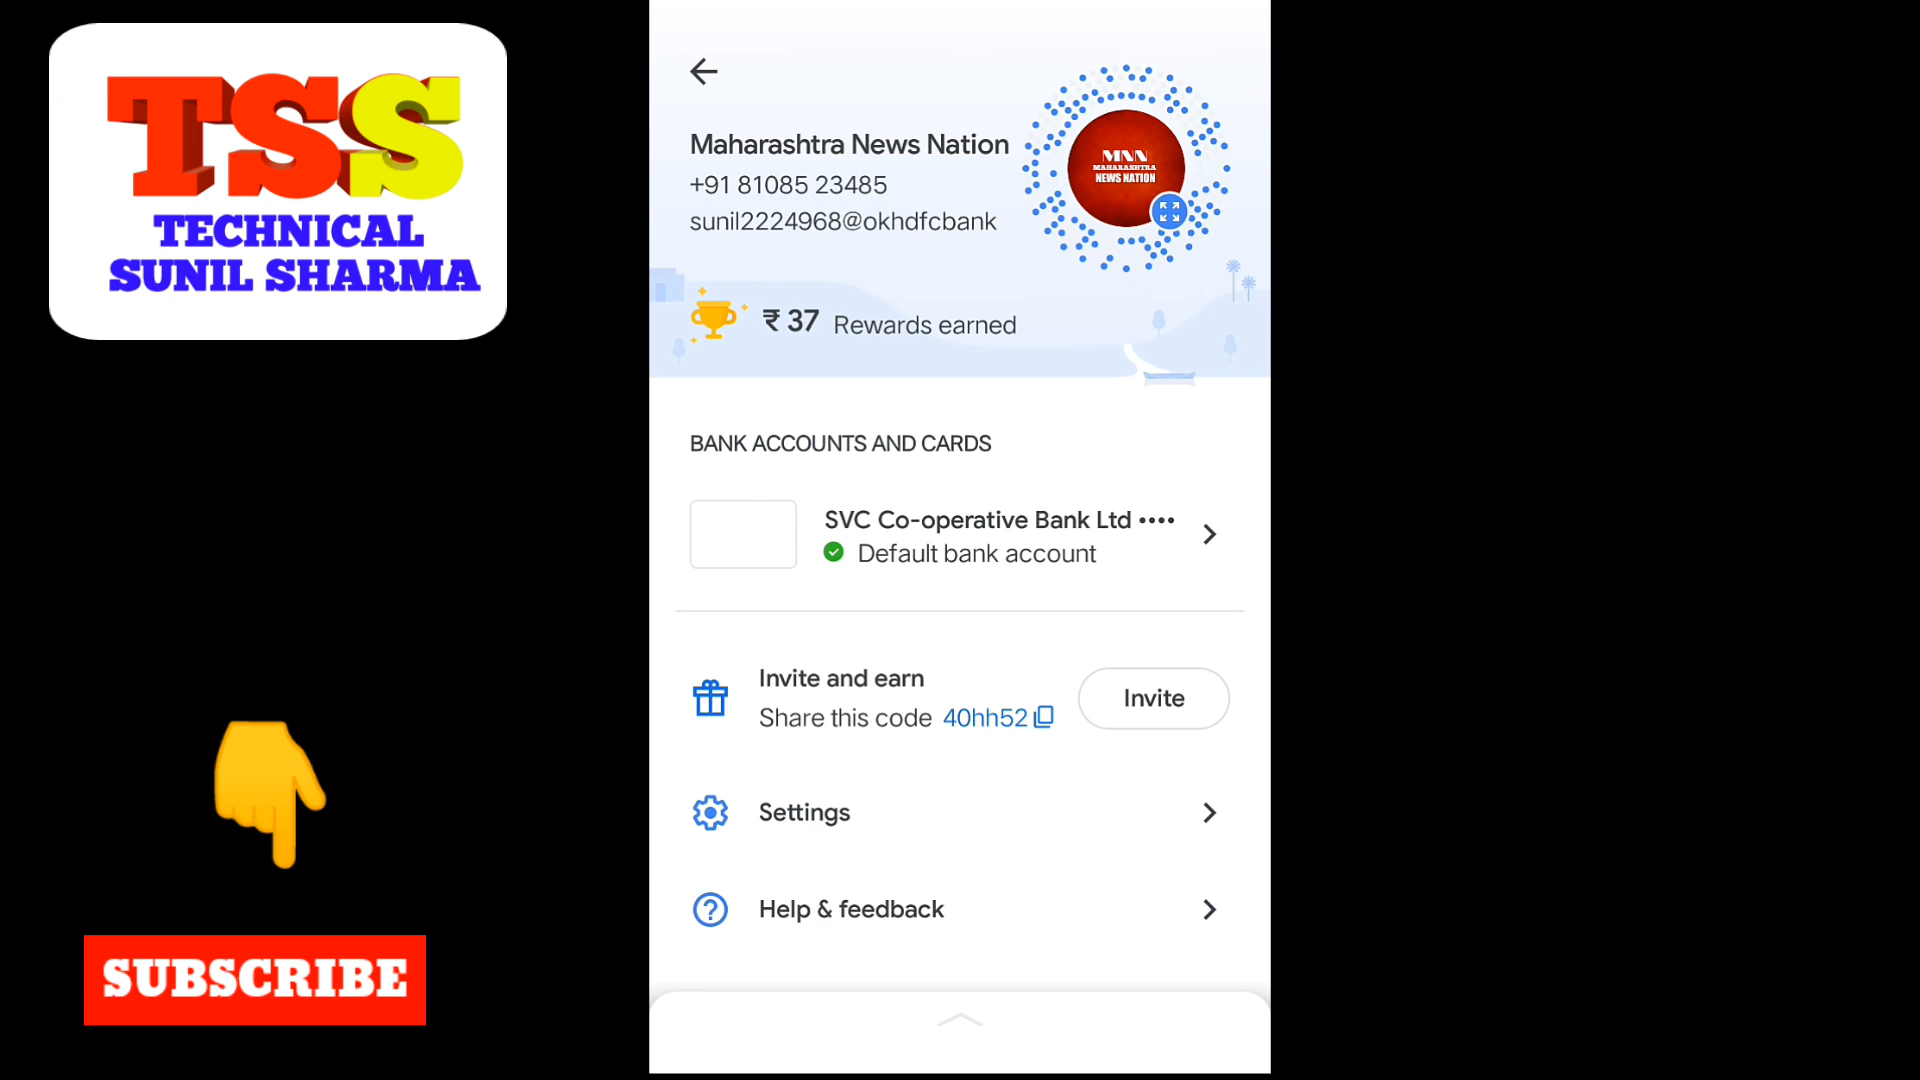 TSS
TECHNICAL
SUNIL SHARMA
SUBSCRIBE
Maharashtra News Nation
+91 81085 23485
sunil2224968@okhdfcbank
MNN
MAHARASHTRA
NEWS NATION
₹ 37 Rewards earned
BANK ACCOUNTS AND CARDS
SVC Co-operative Bank Ltd ••••
Default bank account
Invite and earn
Share this code 40hh52
Invite
Settings
Help & feedback